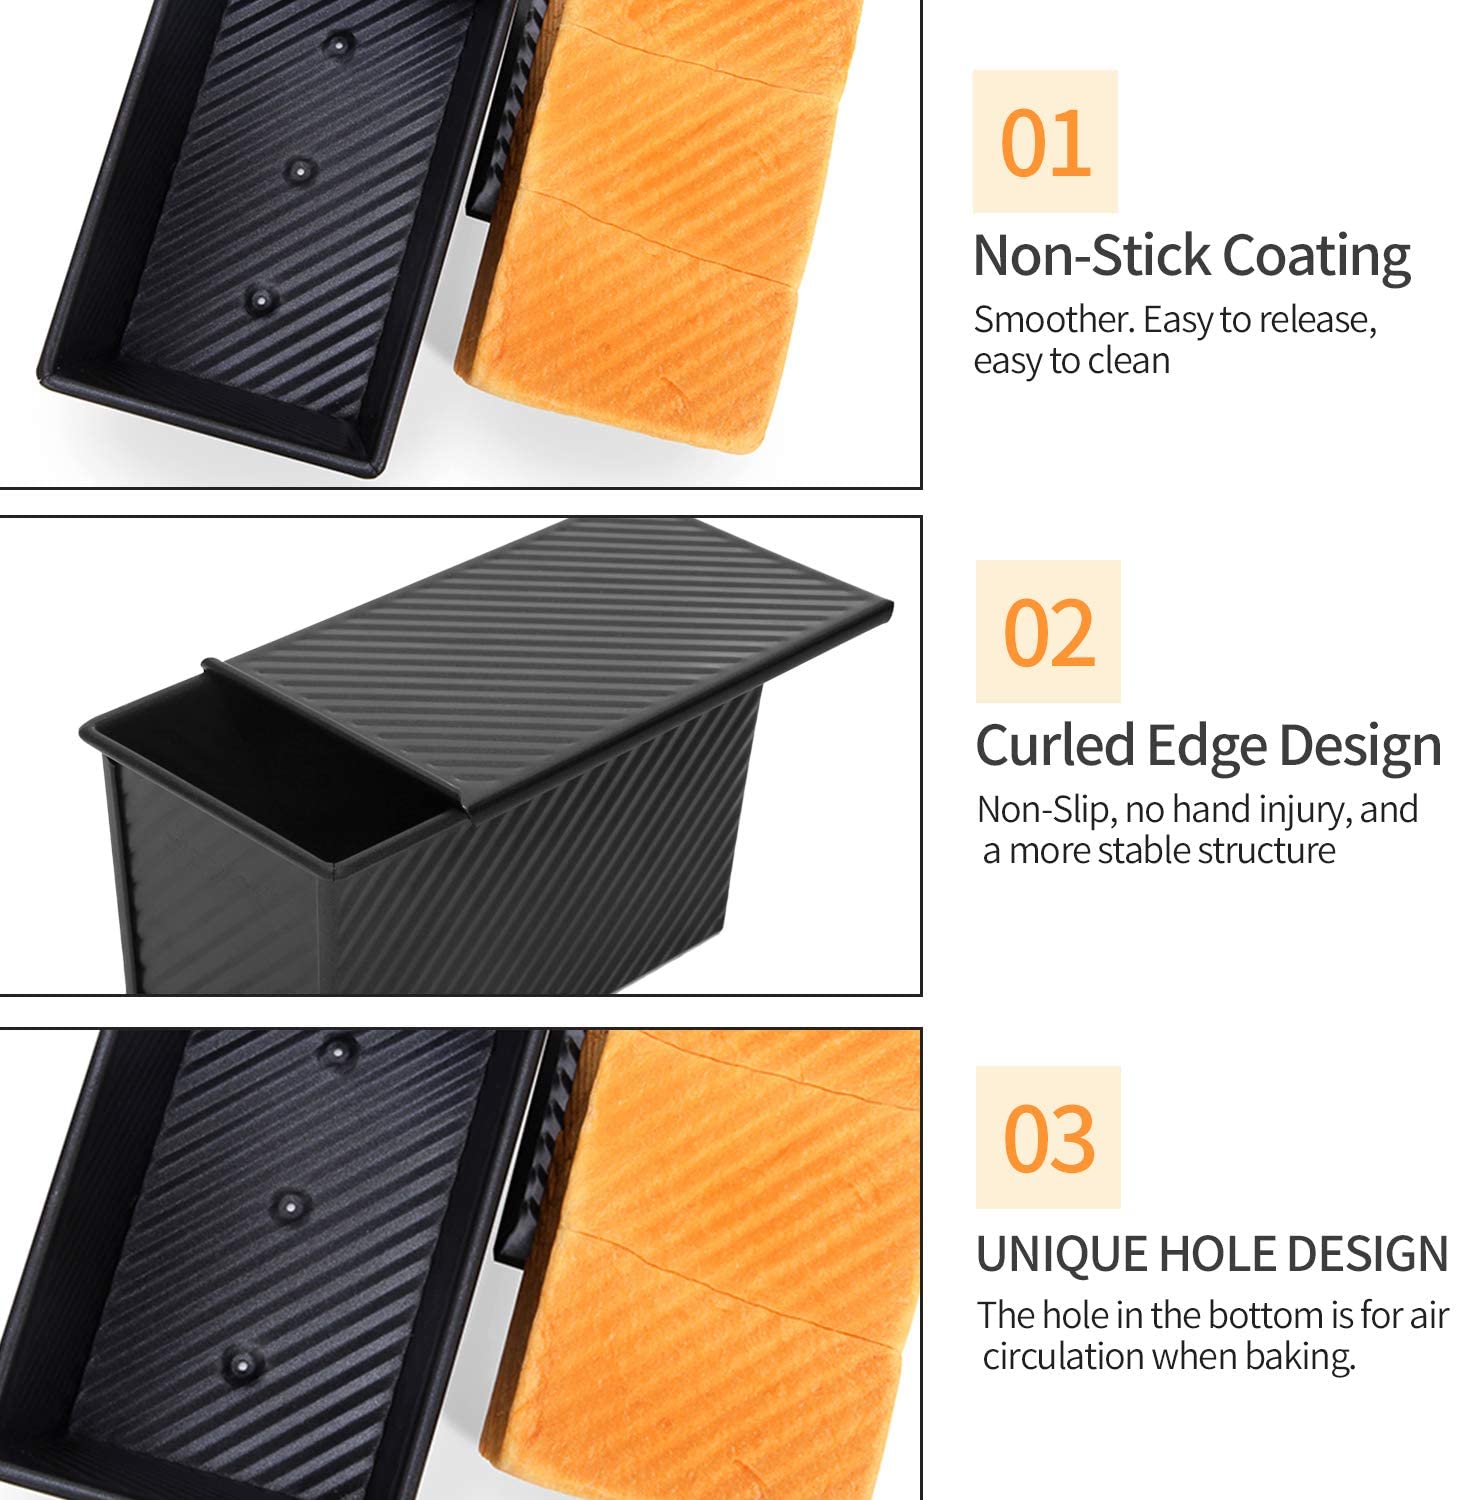 01
Non-Stick Coating
Smoother. Easy to release,
easy to clean
02
Curled Edge Design
Non-Slip, no hand injury, and
a more stable structure
03
UNIQUE HOLE DESIGN
The hole in the bottom is for air
circulation when baking.